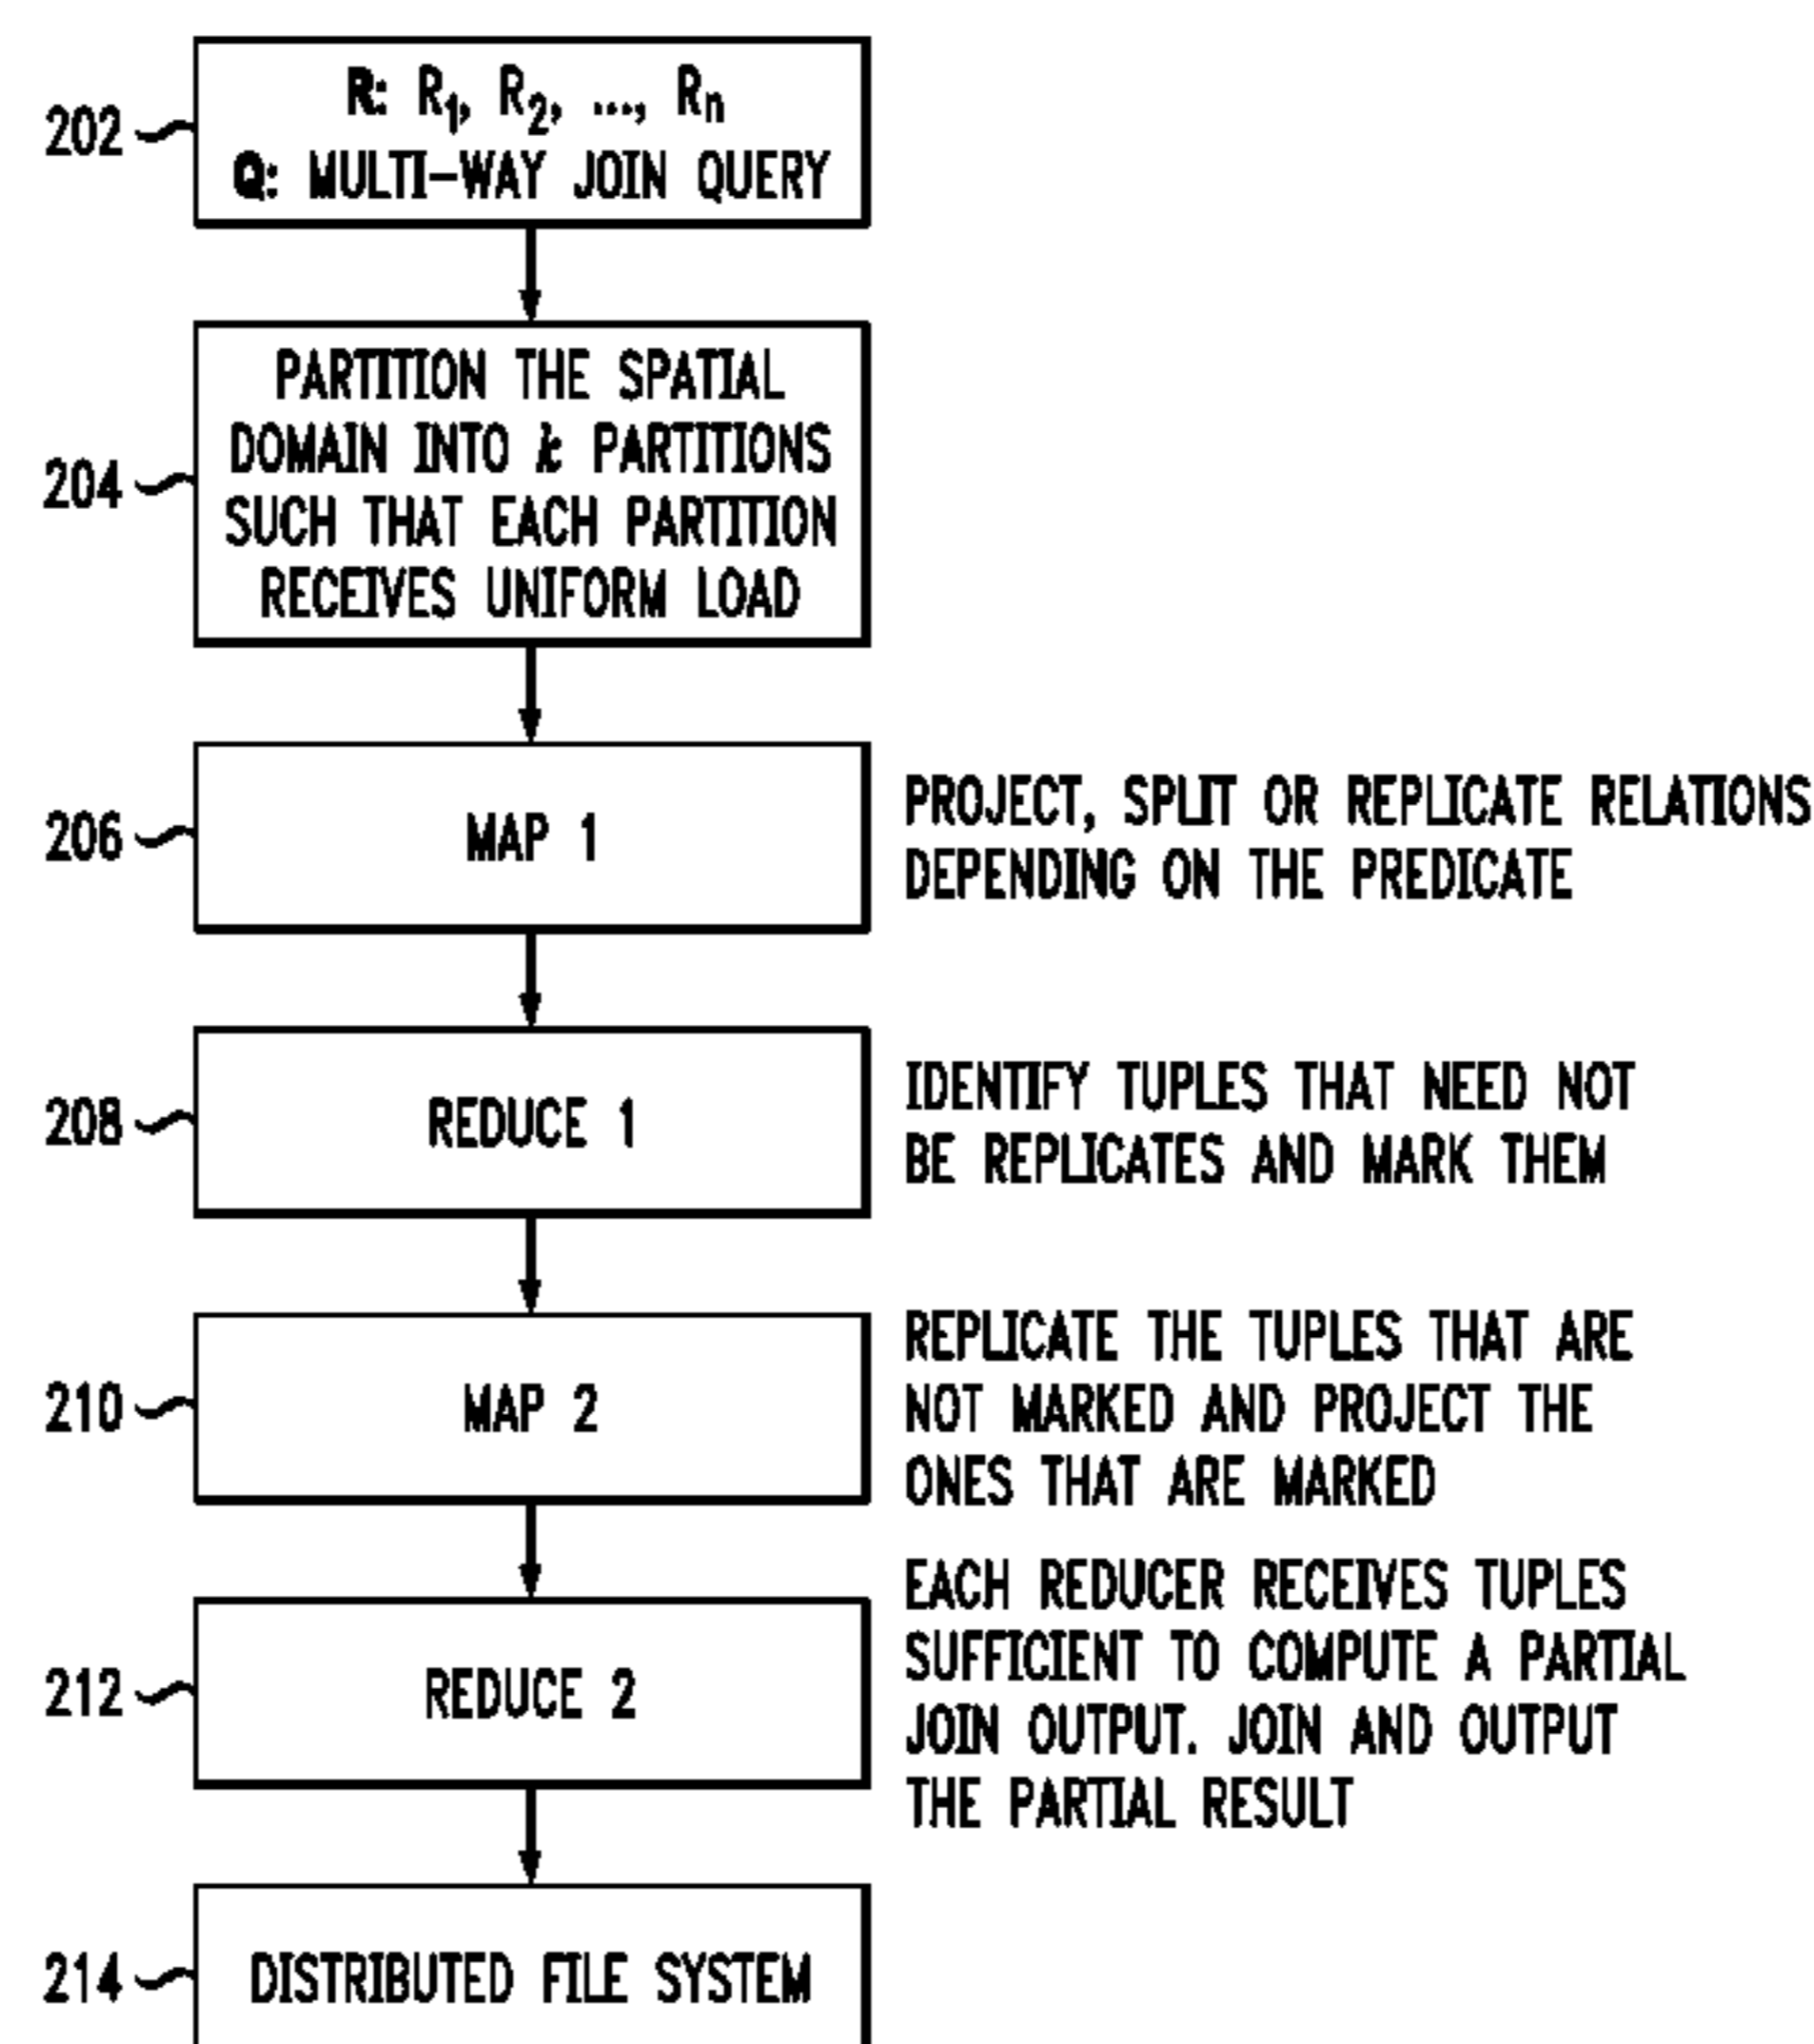 202
R: R1, R2, ..., Rn
Q: MULTI-WAY JOIN QUERY
204
PARTITION THE SPATIAL
DOMAIN INTO k PARTITIONS
SUCH THAT EACH PARTITION
RECEIVES UNIFORM LOAD
206
MAP 1
PROJECT, SPLIT OR REPLICATE RELATIONS
DEPENDING ON THE PREDICATE
208
REDUCE 1
IDENTIFY TUPLES THAT NEED NOT
BE REPLICATES AND MARK THEM
210
MAP 2
REPLICATE THE TUPLES THAT ARE
NOT MARKED AND PROJECT THE
ONES THAT ARE MARKED
212
REDUCE 2
EACH REDUCER RECEIVES TUPLES
SUFFICIENT TO COMPUTE A PARTIAL
JOIN OUTPUT. JOIN AND OUTPUT
THE PARTIAL RESULT
214
DISTRIBUTED FILE SYSTEM